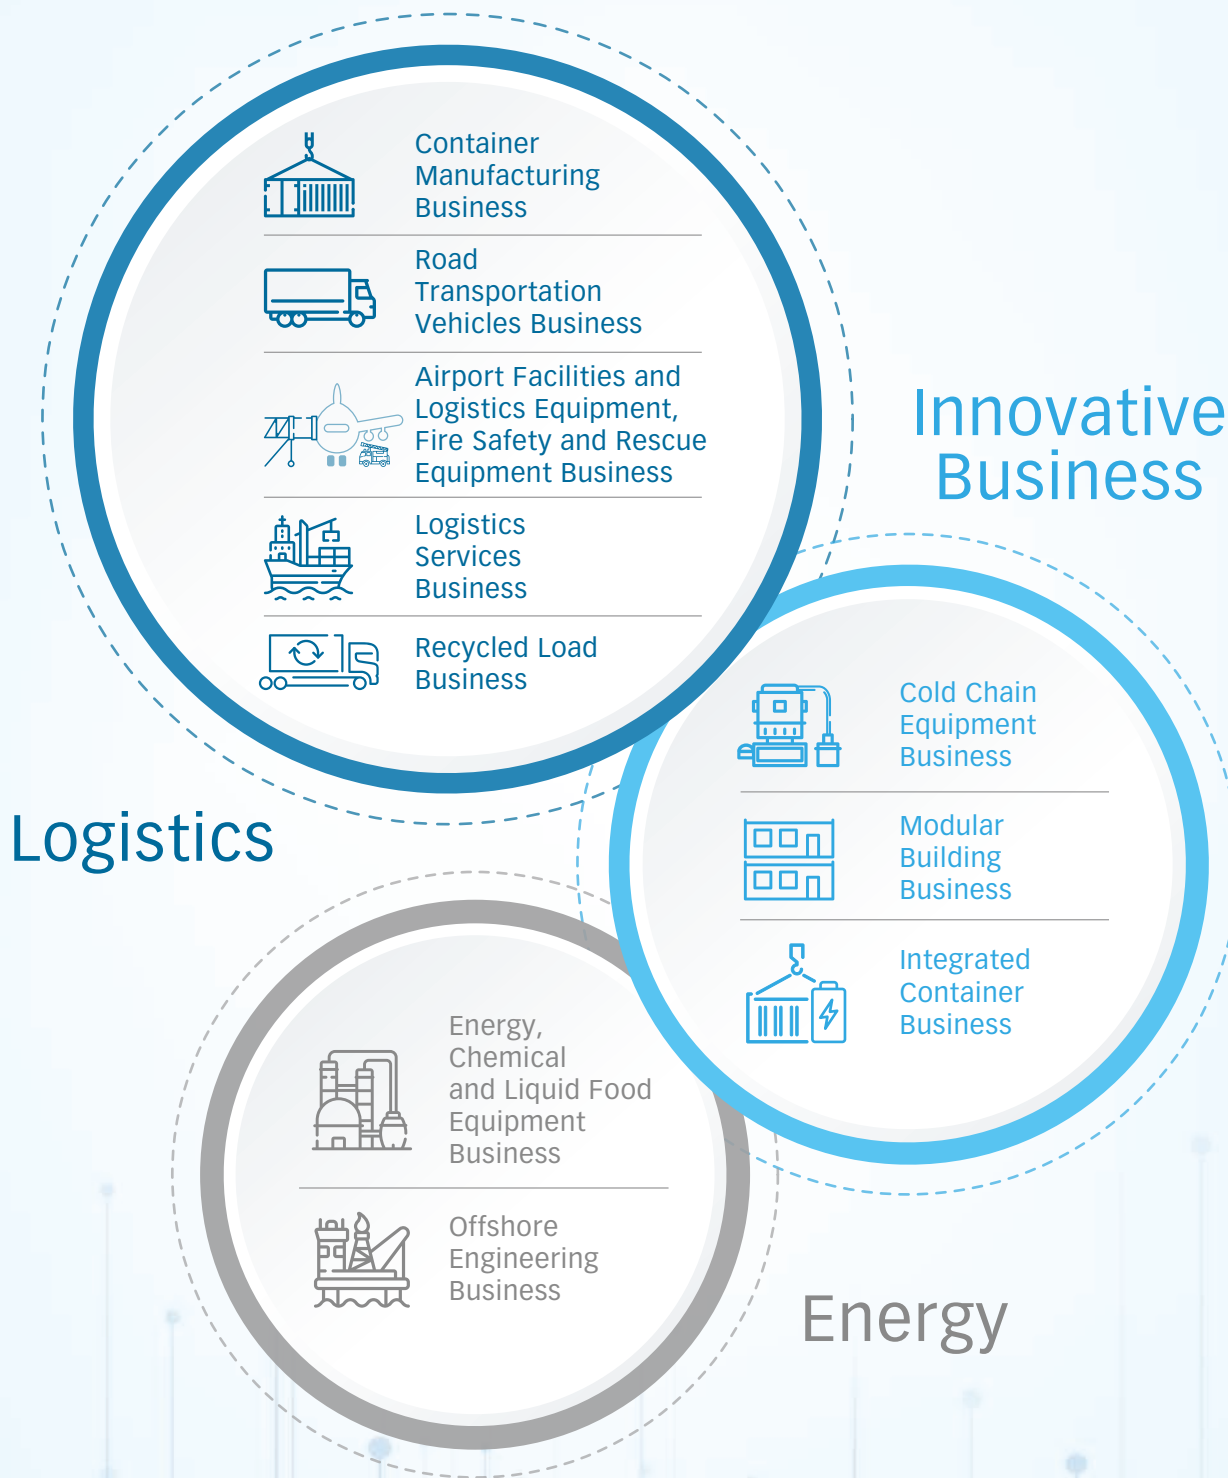 Container
Manufacturing
Business
Road
Transportation
Vehicles Business
Airport Facilities and
Logistics Equipment,
Fire Safety and Rescue
Equipment Business
Logistics
Services
Business
Recycled Load
Business
Logistics
Innovative
Business
Cold Chain
Equipment
Business
Modular
Building
Business
Integrated
Container
Business
Energy,
Chemical
and Liquid Food
Equipment
Business
Offshore
Engineering
Business
Energy